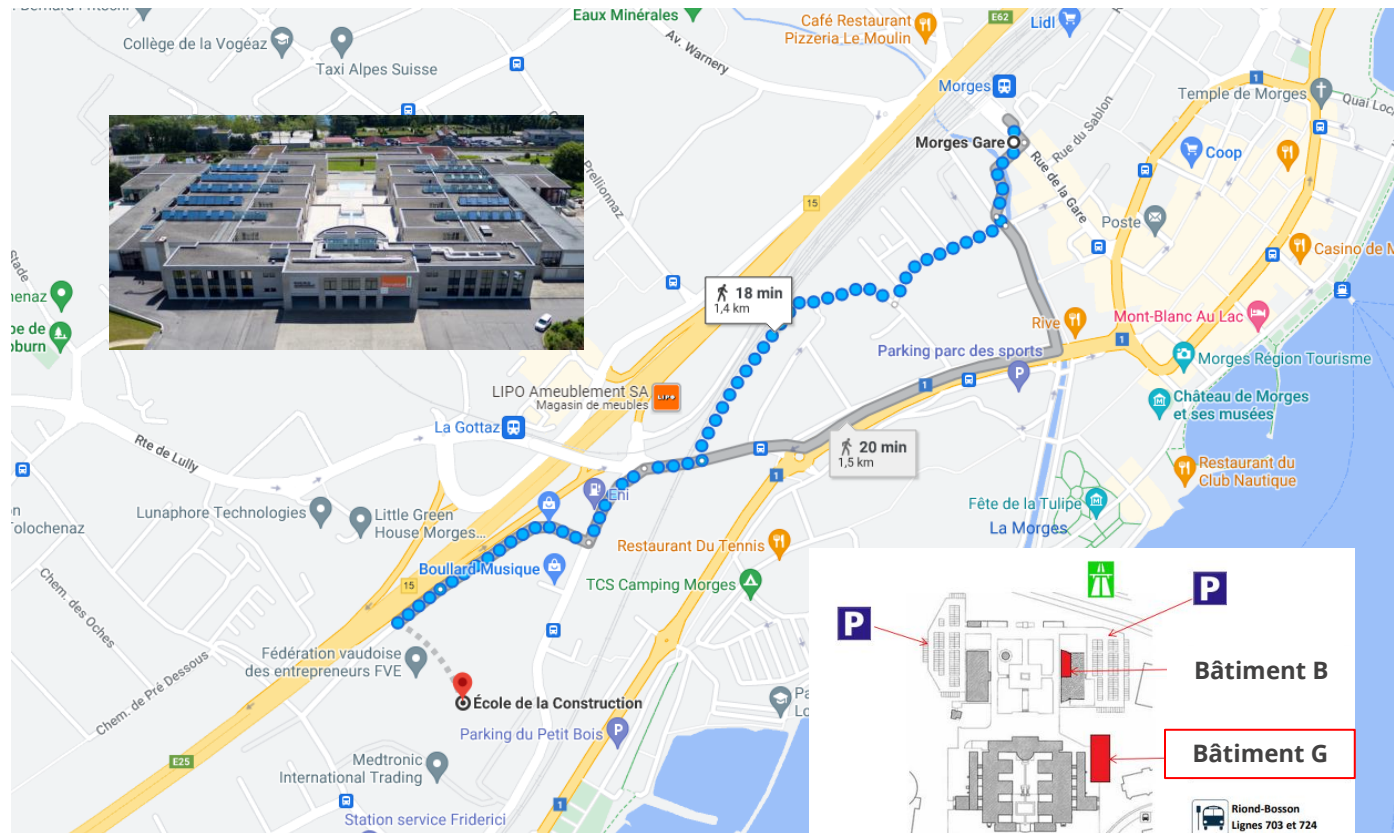 Eaux Minérales
Café Restaurant
Pizzeria Le Moulin
E62
Lidl
Collège de la Vogéaz
Taxi Alpes Suisse
Av. Warnery
Morges
1
Temple de Morges
Rue du Sablon
Morges Gare
Coop
Rue de la Gare
Prellionnaz
15
Poste
Casino de M
18 min
1,4 km
Rive
Mont-Blanc Au Lac
1
Parking parc des sports
Morges Région Tourisme
1
LIPO Ameublement SA
Magasin de meubles
LIPO
Château de Morges
et ses musées
La Gottaz
Rte de Lully
20 min
1,5 km
1
Restaurant du
Club Nautique
Eni
Lunaphore Technologies
Little Green
House Morges...
Fête de la Tulipe
La Morges
Restaurant Du Tennis
Boullard Musique
15
TCS Camping Morges
Chem. des Oches
P
P
Fédération vaudoise
des entrepreneurs FVE
Bâtiment B
Chem. de Pré Dessous
École de la Construction
Parking du Petit Bois
P
Bâtiment G
E25
Medtronic
International Trading
1
Station service Friderici
Riond-Bosson
Lignes 703 et 724